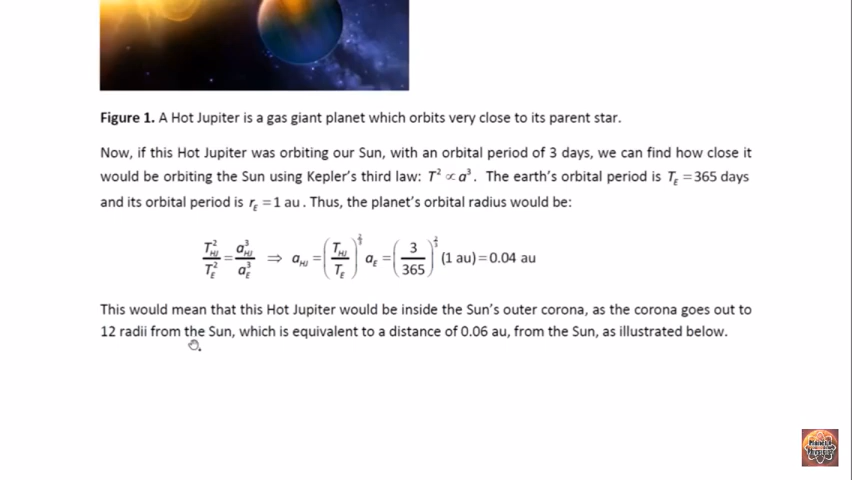 Figure 1. A Hot Jupiter is a gas giant planet which orbits very close to its parent star.
Now, if this Hot Jupiter was orbiting our Sun, with an orbital period of 3 days, we can find how close it
would be orbiting the Sun using Kepler's third law: T² ∝ a³. The earth's orbital period is T_E = 365 days
and its orbital period is r_E = 1 au. Thus, the planet's orbital radius would be:
T²_HJ / T²_E = a³_HJ / a³_E ⇒ a_HJ = (T_HJ / T_E)^(2/3) a_E = (3 / 365)^(2/3) (1 au) = 0.04 au
This would mean that this Hot Jupiter would be inside the Sun's outer corona, as the corona goes out to
12 radii from the Sun, which is equivalent to a distance of 0.06 au, from the Sun, as illustrated below.